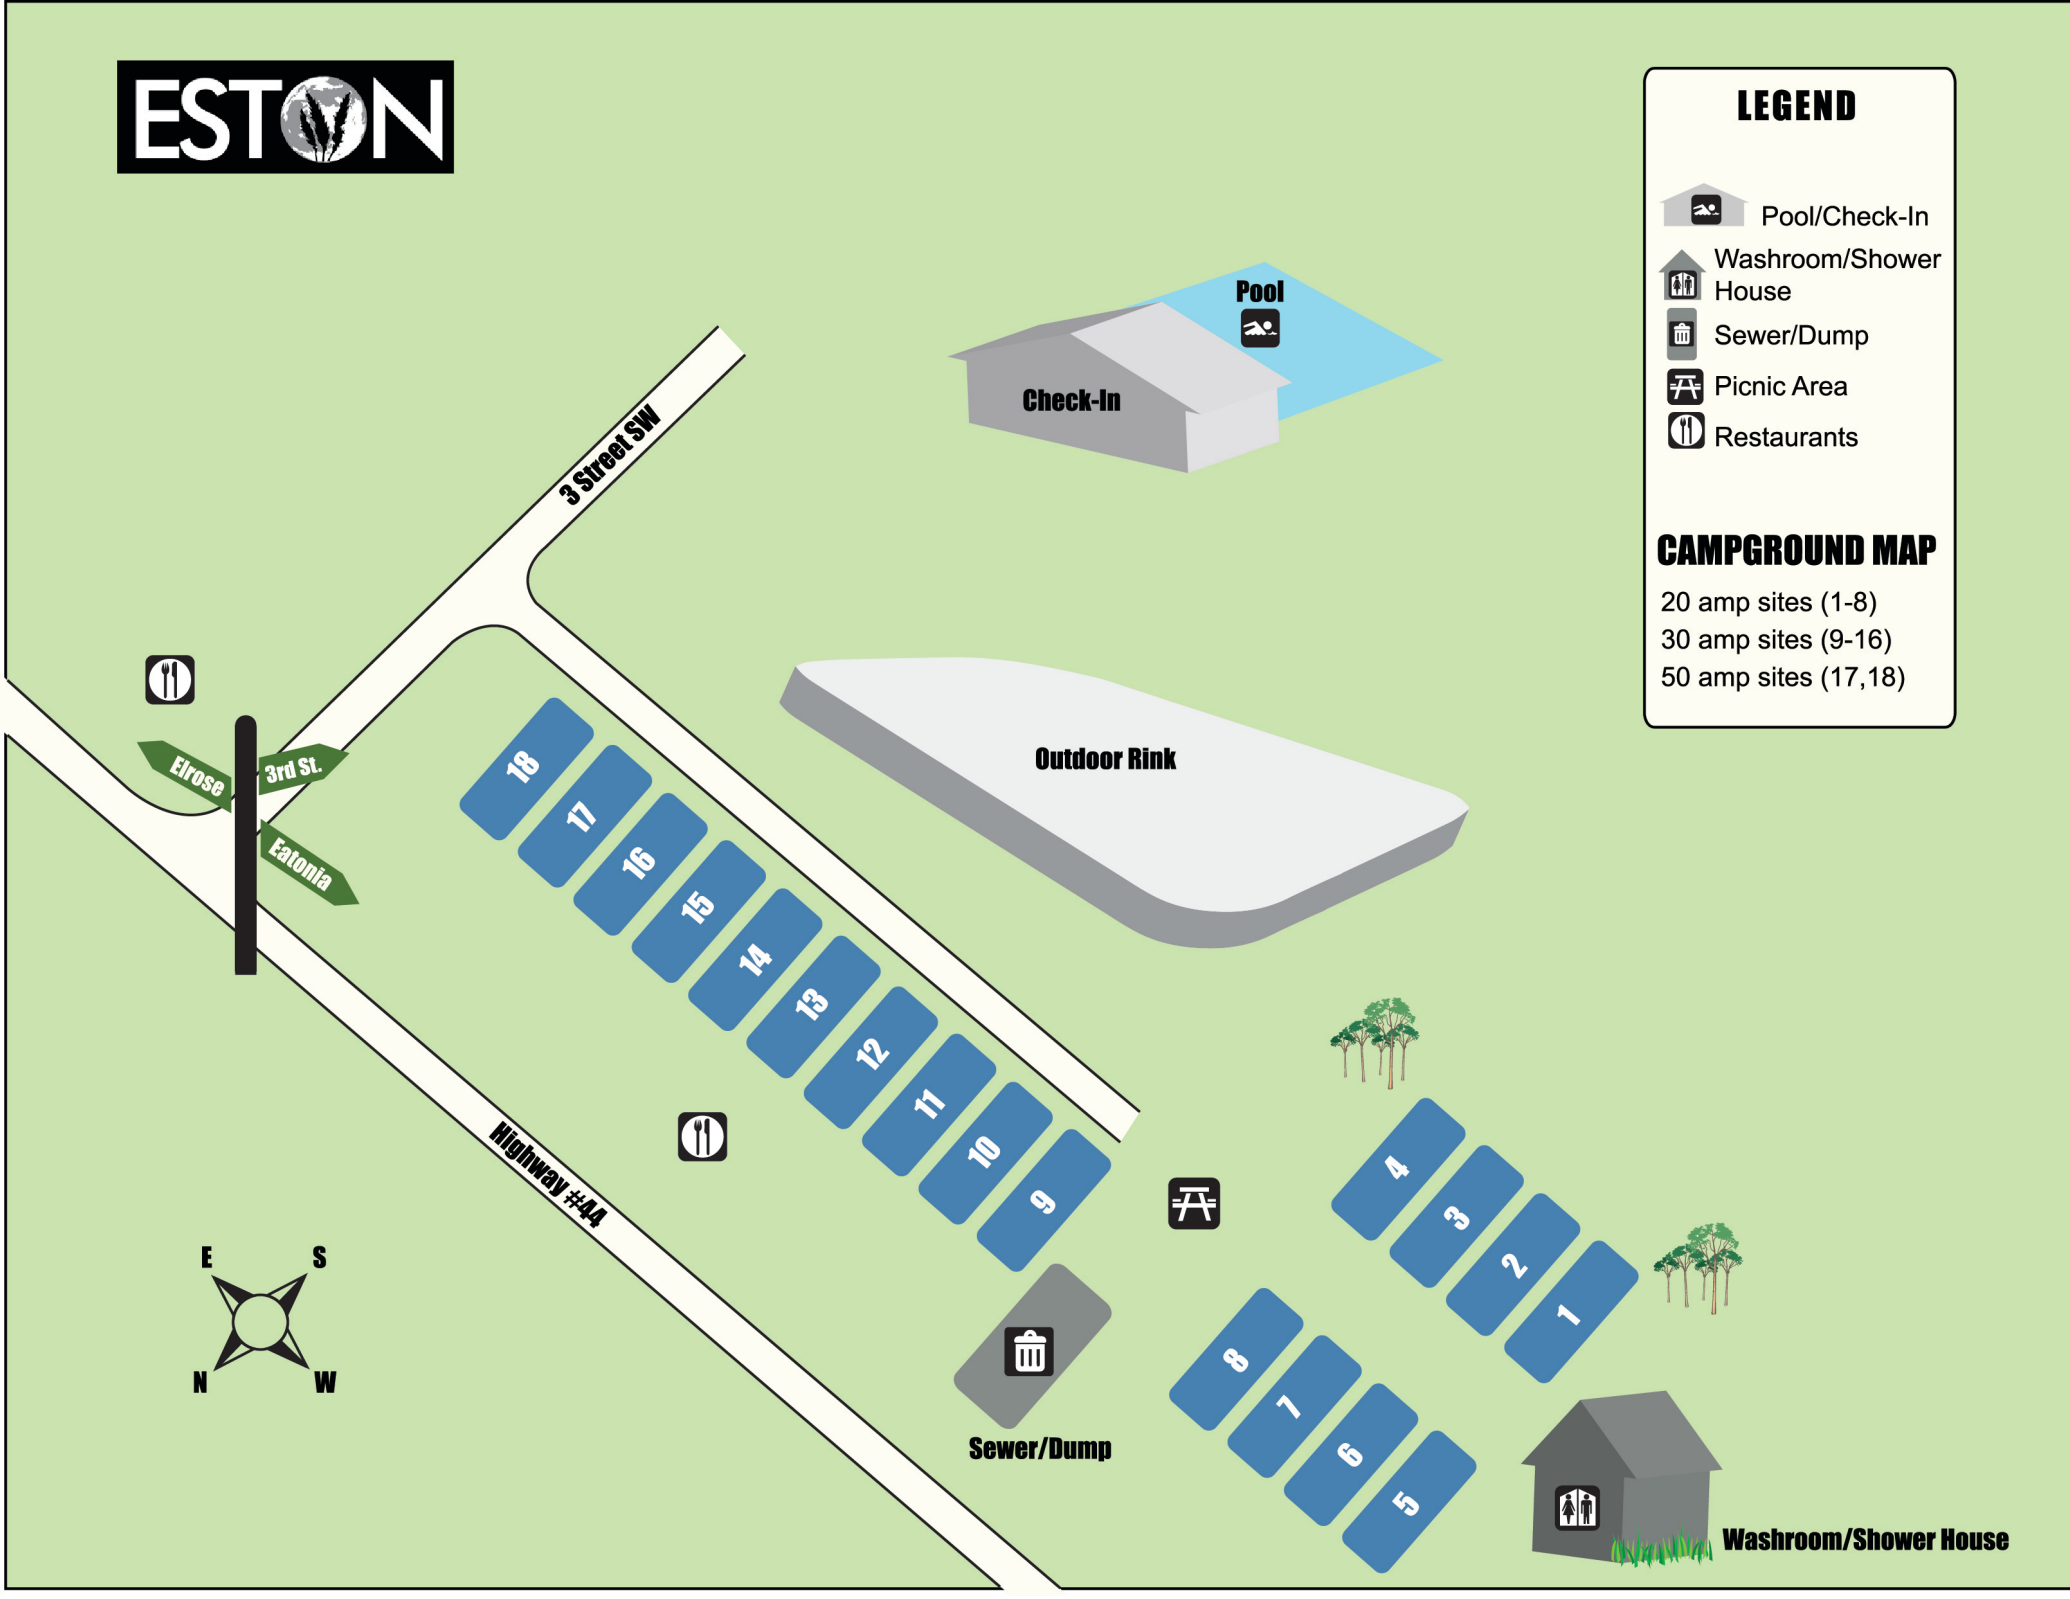 ESTON
LEGEND
Pool/Check-In
Washroom/Shower
House
Sewer/Dump
Picnic Area
Restaurants
CAMPGROUND MAP
20 amp sites (1-8)
30 amp sites (9-16)
50 amp sites (17,18)
Pool
Check-In
3 Street SW
Outdoor Rink
Elrose
3rd St.
Eatonia
18
17
16
15
14
13
12
11
10
9
Highway #44
4
3
2
1
8
7
6
5
E
S
N
W
Sewer/Dump
Washroom/Shower House